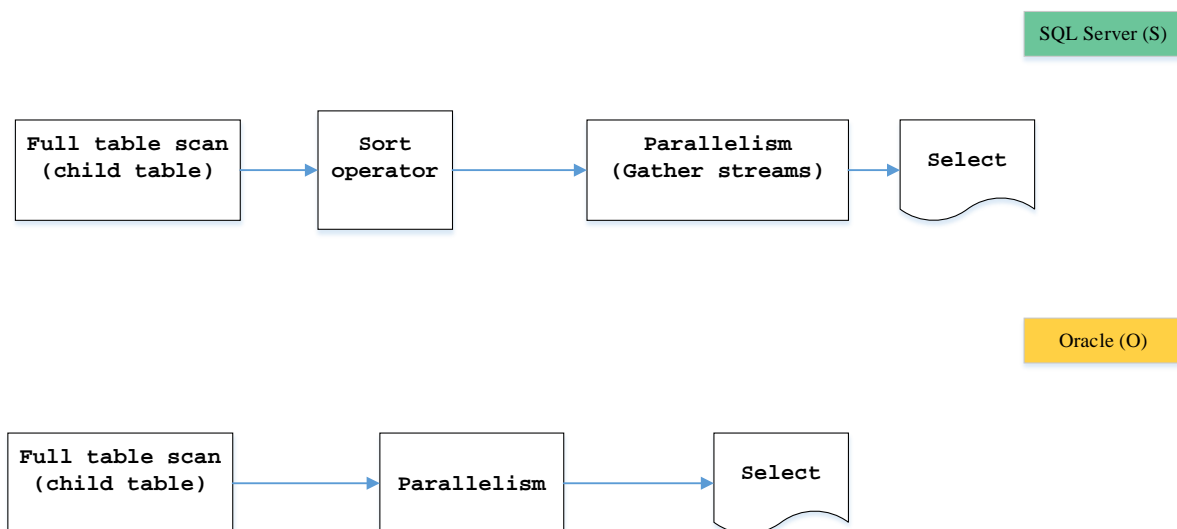 SQL Server (S)
Full table scan
(child table)
Sort
operator
Parallelism
(Gather streams)
Select
Oracle (O)
Full table scan
(child table)
Parallelism
Select